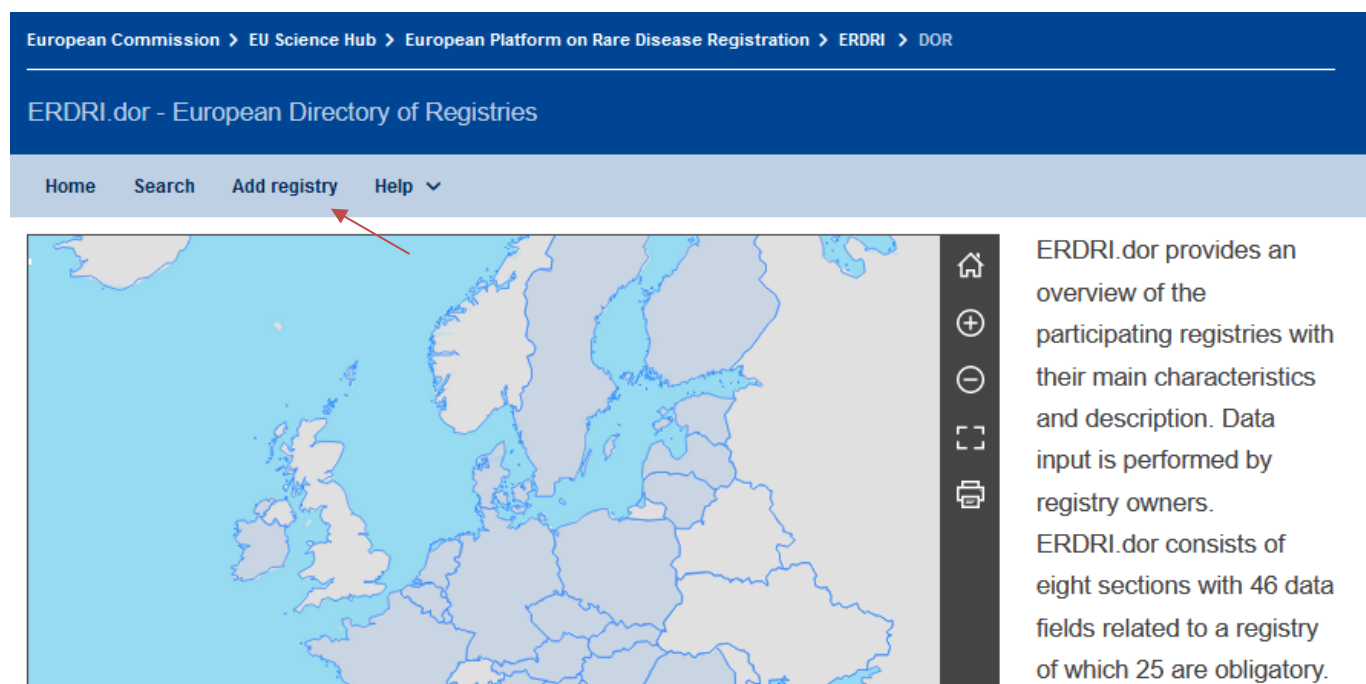 European Commission > EU Science Hub > European Platform on Rare Disease Registration > ERDRI > DOR
ERDRI.dor - European Directory of Registries
Home Search Add registry Help
ERDRI.dor provides an
overview of the
participating registries with
their main characteristics
and description. Data
input is performed by
registry owners.
ERDRI.dor consists of
eight sections with 46 data
fields related to a registry
of which 25 are obligatory.